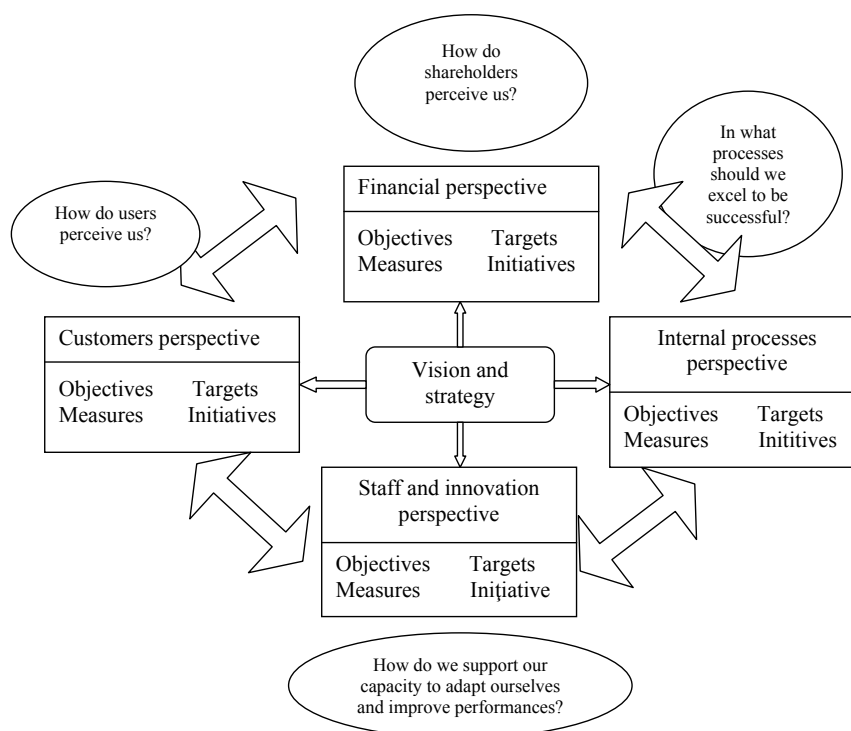 How do
shareholders
perceive us?
In what
processes
should we
excel to be
successful?
How do users
perceive us?
Financial perspective
Objectives Targets
Measures Initiatives
Customers perspective
Objectives Targets
Measures Initiatives
Vision and
strategy
Internal processes
perspective
Objectives Targets
Measures Inititives
Staff and innovation
perspective
Objectives Targets
Measures Iniţiative
How do we support our
capacity to adapt ourselves
and improve performances?